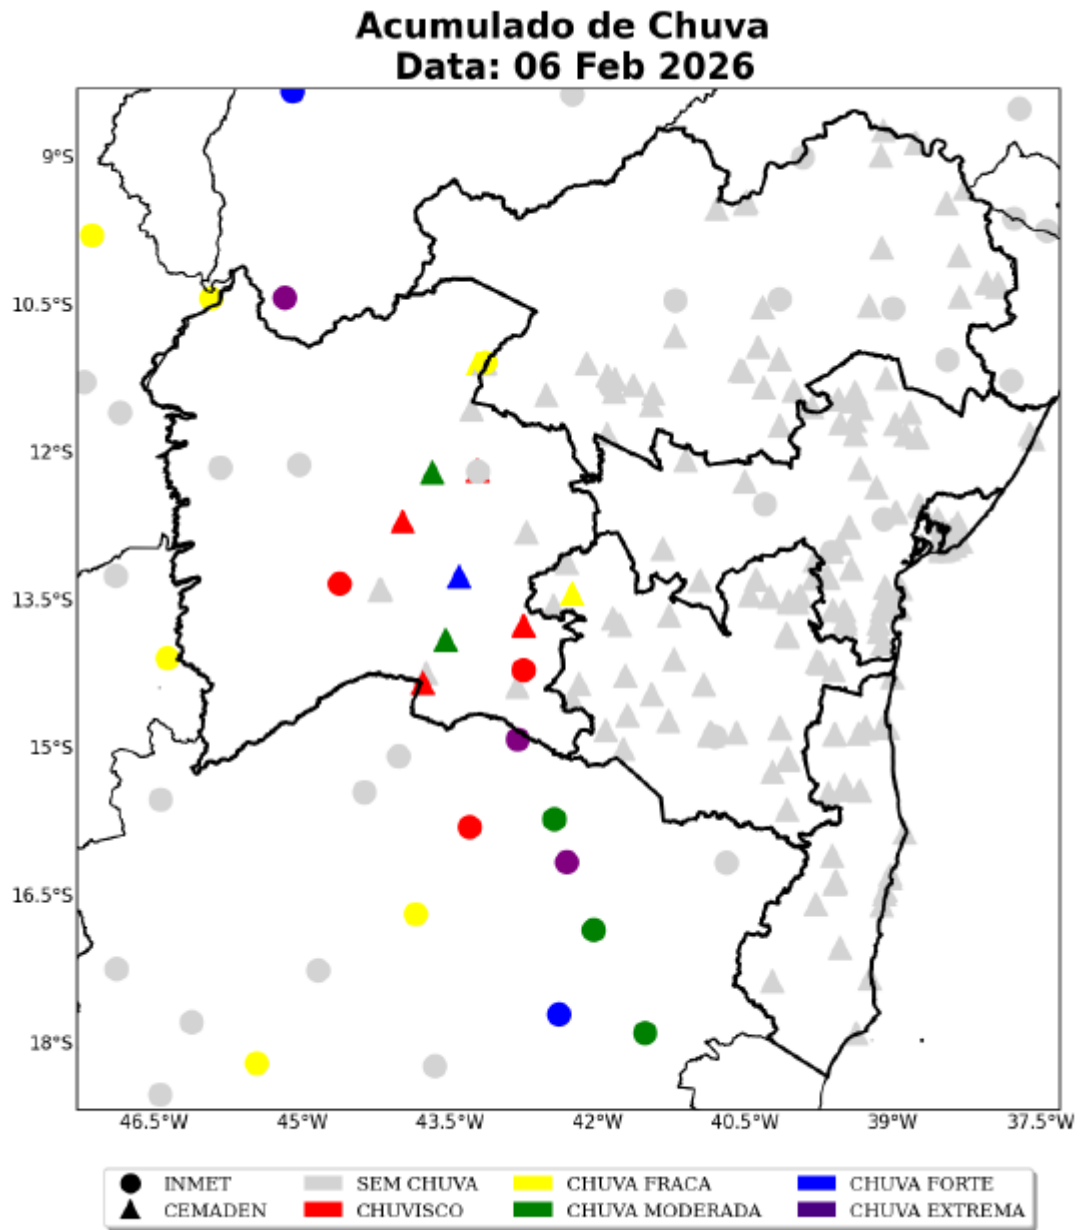 Acumulado de Chuva
Data: 06 Feb 2026
9°S
10.5°S
12°S
13.5°S
15°S
16.5°S
18°S
46.5°W 45°W 43.5°W 42°W 40.5°W 39°W 37.5°W
INMET SEM CHUVA CHUVA FRACA CHUVA FORTE
CEMADEN CHUVISCO CHUVA MODERADA CHUVA EXTREMA